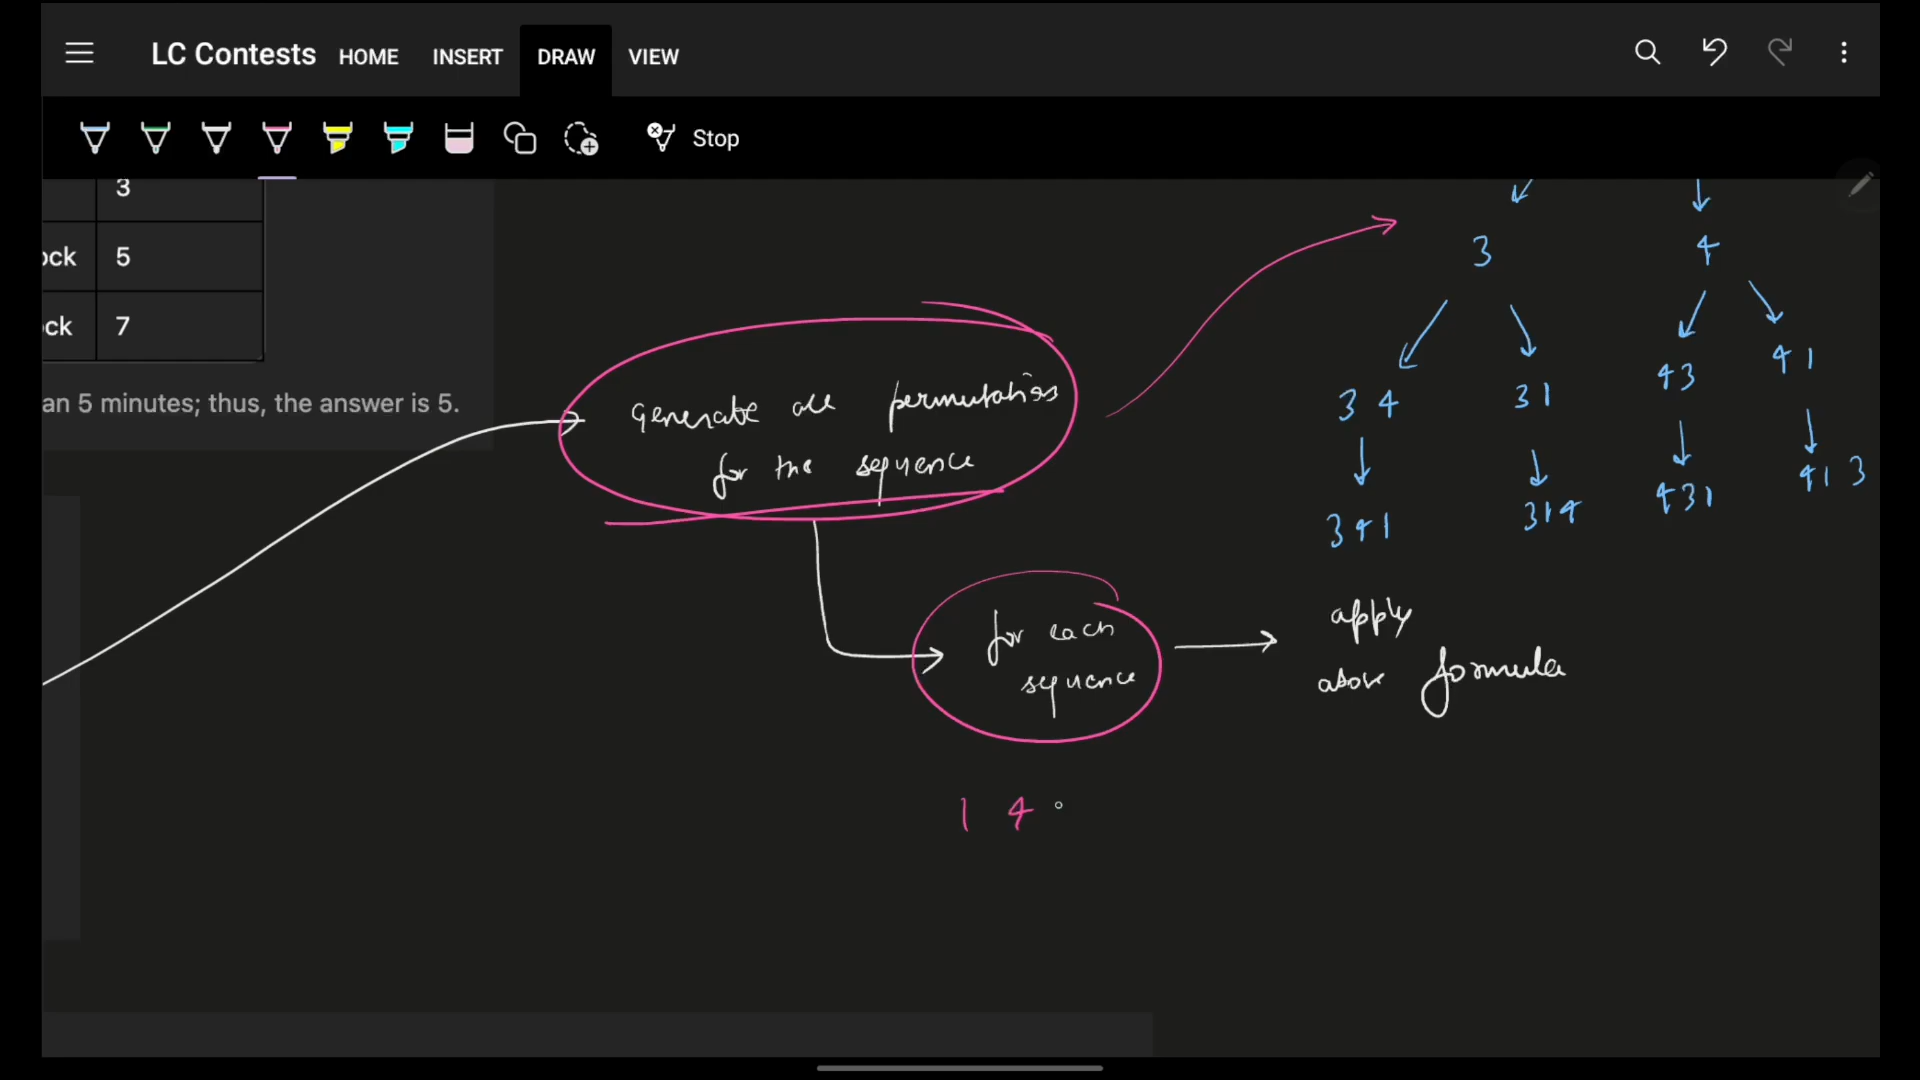 LC Contests HOME INSERT DRAW VIEW
Stop
3
ock 5
ck 7
an 5 minutes; thus, the answer is 5.
generate all permutations
for the sequence
for each
sequence
apply
above formula
1 4
3 4
3 4 3 1 4 3 4 1
3 4 1 3 1 4 4 3 1 4 1 3